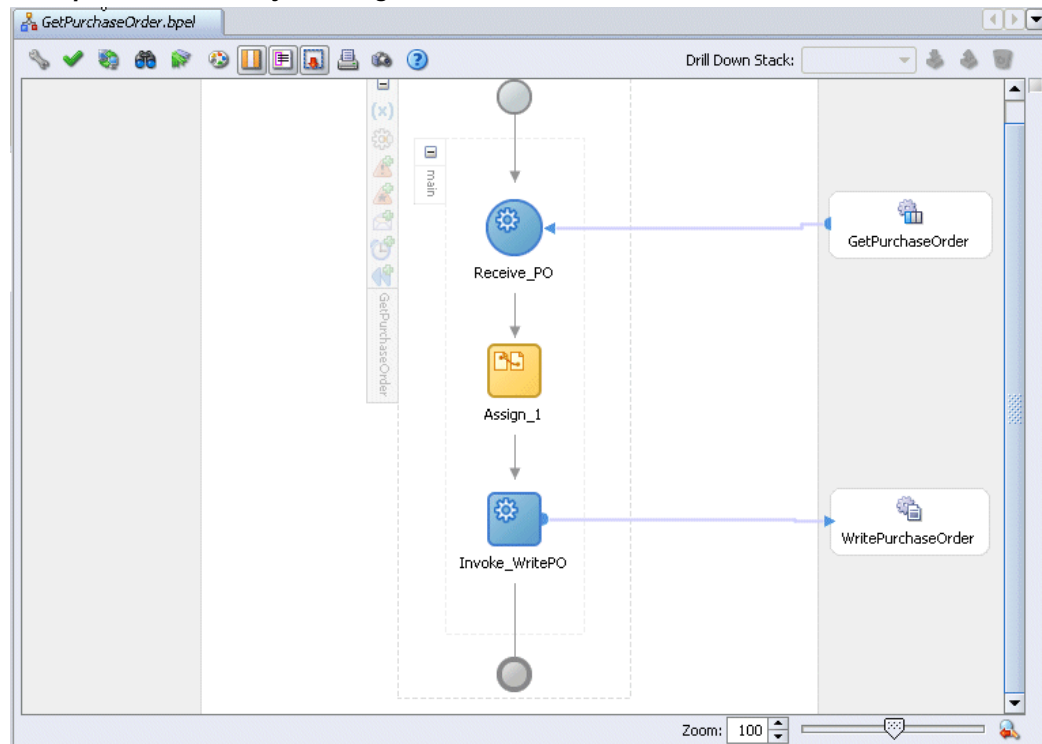 GetPurchaseOrder.bpel
Drill Down Stack:
(x)
main
GetPurchaseOrder
Receive_PO
GetPurchaseOrder
Assign_1
Invoke_WritePO
WritePurchaseOrder
Zoom: 100